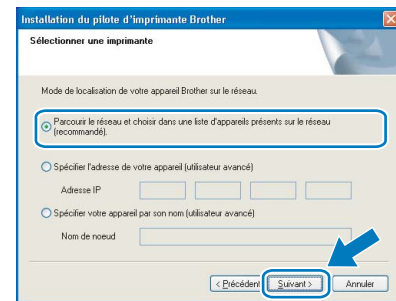 Installation du pilote d'imprimante Brother
Sélectionner une imprimante
Mode de localisation de votre appareil Brother sur le réseau.
Parcourir le réseau et choisir dans une liste d'appareils présents sur le réseau
(recommandé).
Spécifier l'adresse de votre appareil (utilisateur avancé)
Adresse IP
Spécifier votre appareil par son nom (utilisateur avancé)
Nom de noeud
< Précédent
Suivant >
Annuler